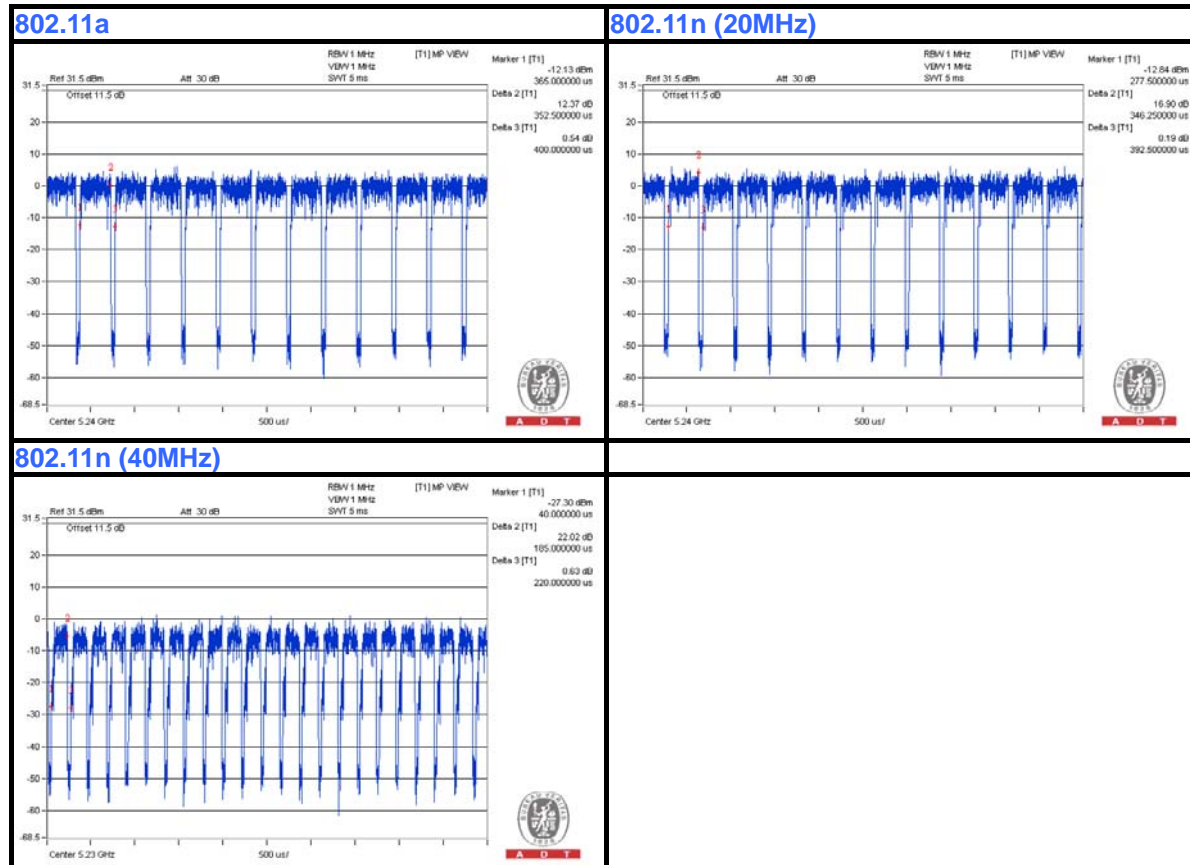 802.11a
RBW 1 MHz
[T1] MP VIEW
VBW 1 MHz
Ref 31.5 dBm
Att 30 dB
SWT 5 ms
Marker 1 [T1]
-12.13 dBm
365.000000 us
Delta 2 [T1]
12.37 dB
352.500000 us
Delta 3 [T1]
0.54 dB
400.000000 us
31.5
Offset 11.5 dB
20
10
0
-10
-20
-30
-40
-50
-60
-68.5
Center 5.24 GHz
500 us/
A D T
802.11n (20MHz)
RBW 1 MHz
[T1] MP VIEW
VBW 1 MHz
Ref 31.5 dBm
Att 30 dB
SWT 5 ms
Marker 1 [T1]
-12.84 dBm
277.500000 us
Delta 2 [T1]
16.90 dB
346.250000 us
Delta 3 [T1]
0.19 dB
392.500000 us
31.5
Offset 11.5 dB
20
10
0
-10
-20
-30
-40
-50
-60
-68.5
Center 5.24 GHz
500 us/
A D T
802.11n (40MHz)
RBW 1 MHz
[T1] MP VIEW
VBW 1 MHz
Ref 31.5 dBm
Att 30 dB
SWT 5 ms
Marker 1 [T1]
-27.30 dBm
40.000000 us
Delta 2 [T1]
22.02 dB
185.000000 us
Delta 3 [T1]
0.63 dB
220.000000 us
31.5
Offset 11.5 dB
20
10
0
-10
-20
-30
-40
-50
-60
-68.5
Center 5.23 GHz
500 us/
A D T